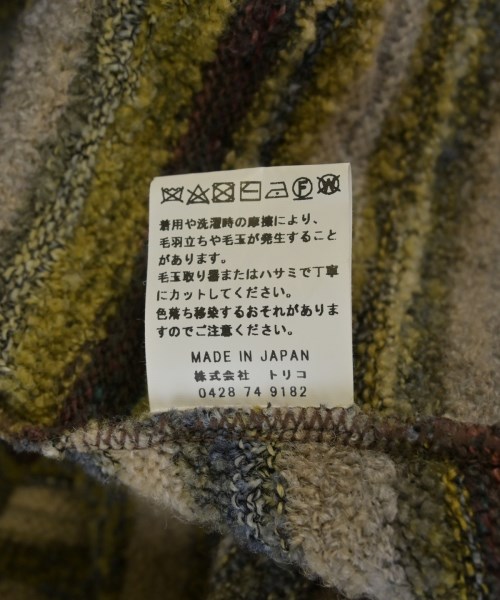 F W
着用や洗濯時の摩擦により、
毛羽立ちや毛玉が発生すること
があります。
毛玉取り器またはハサミで丁寧
にカットしてください。
色落ち移染するおそれがありま
すのでご注意ください。
MADE IN JAPAN
株式会社 トリコ
0428 74 9182